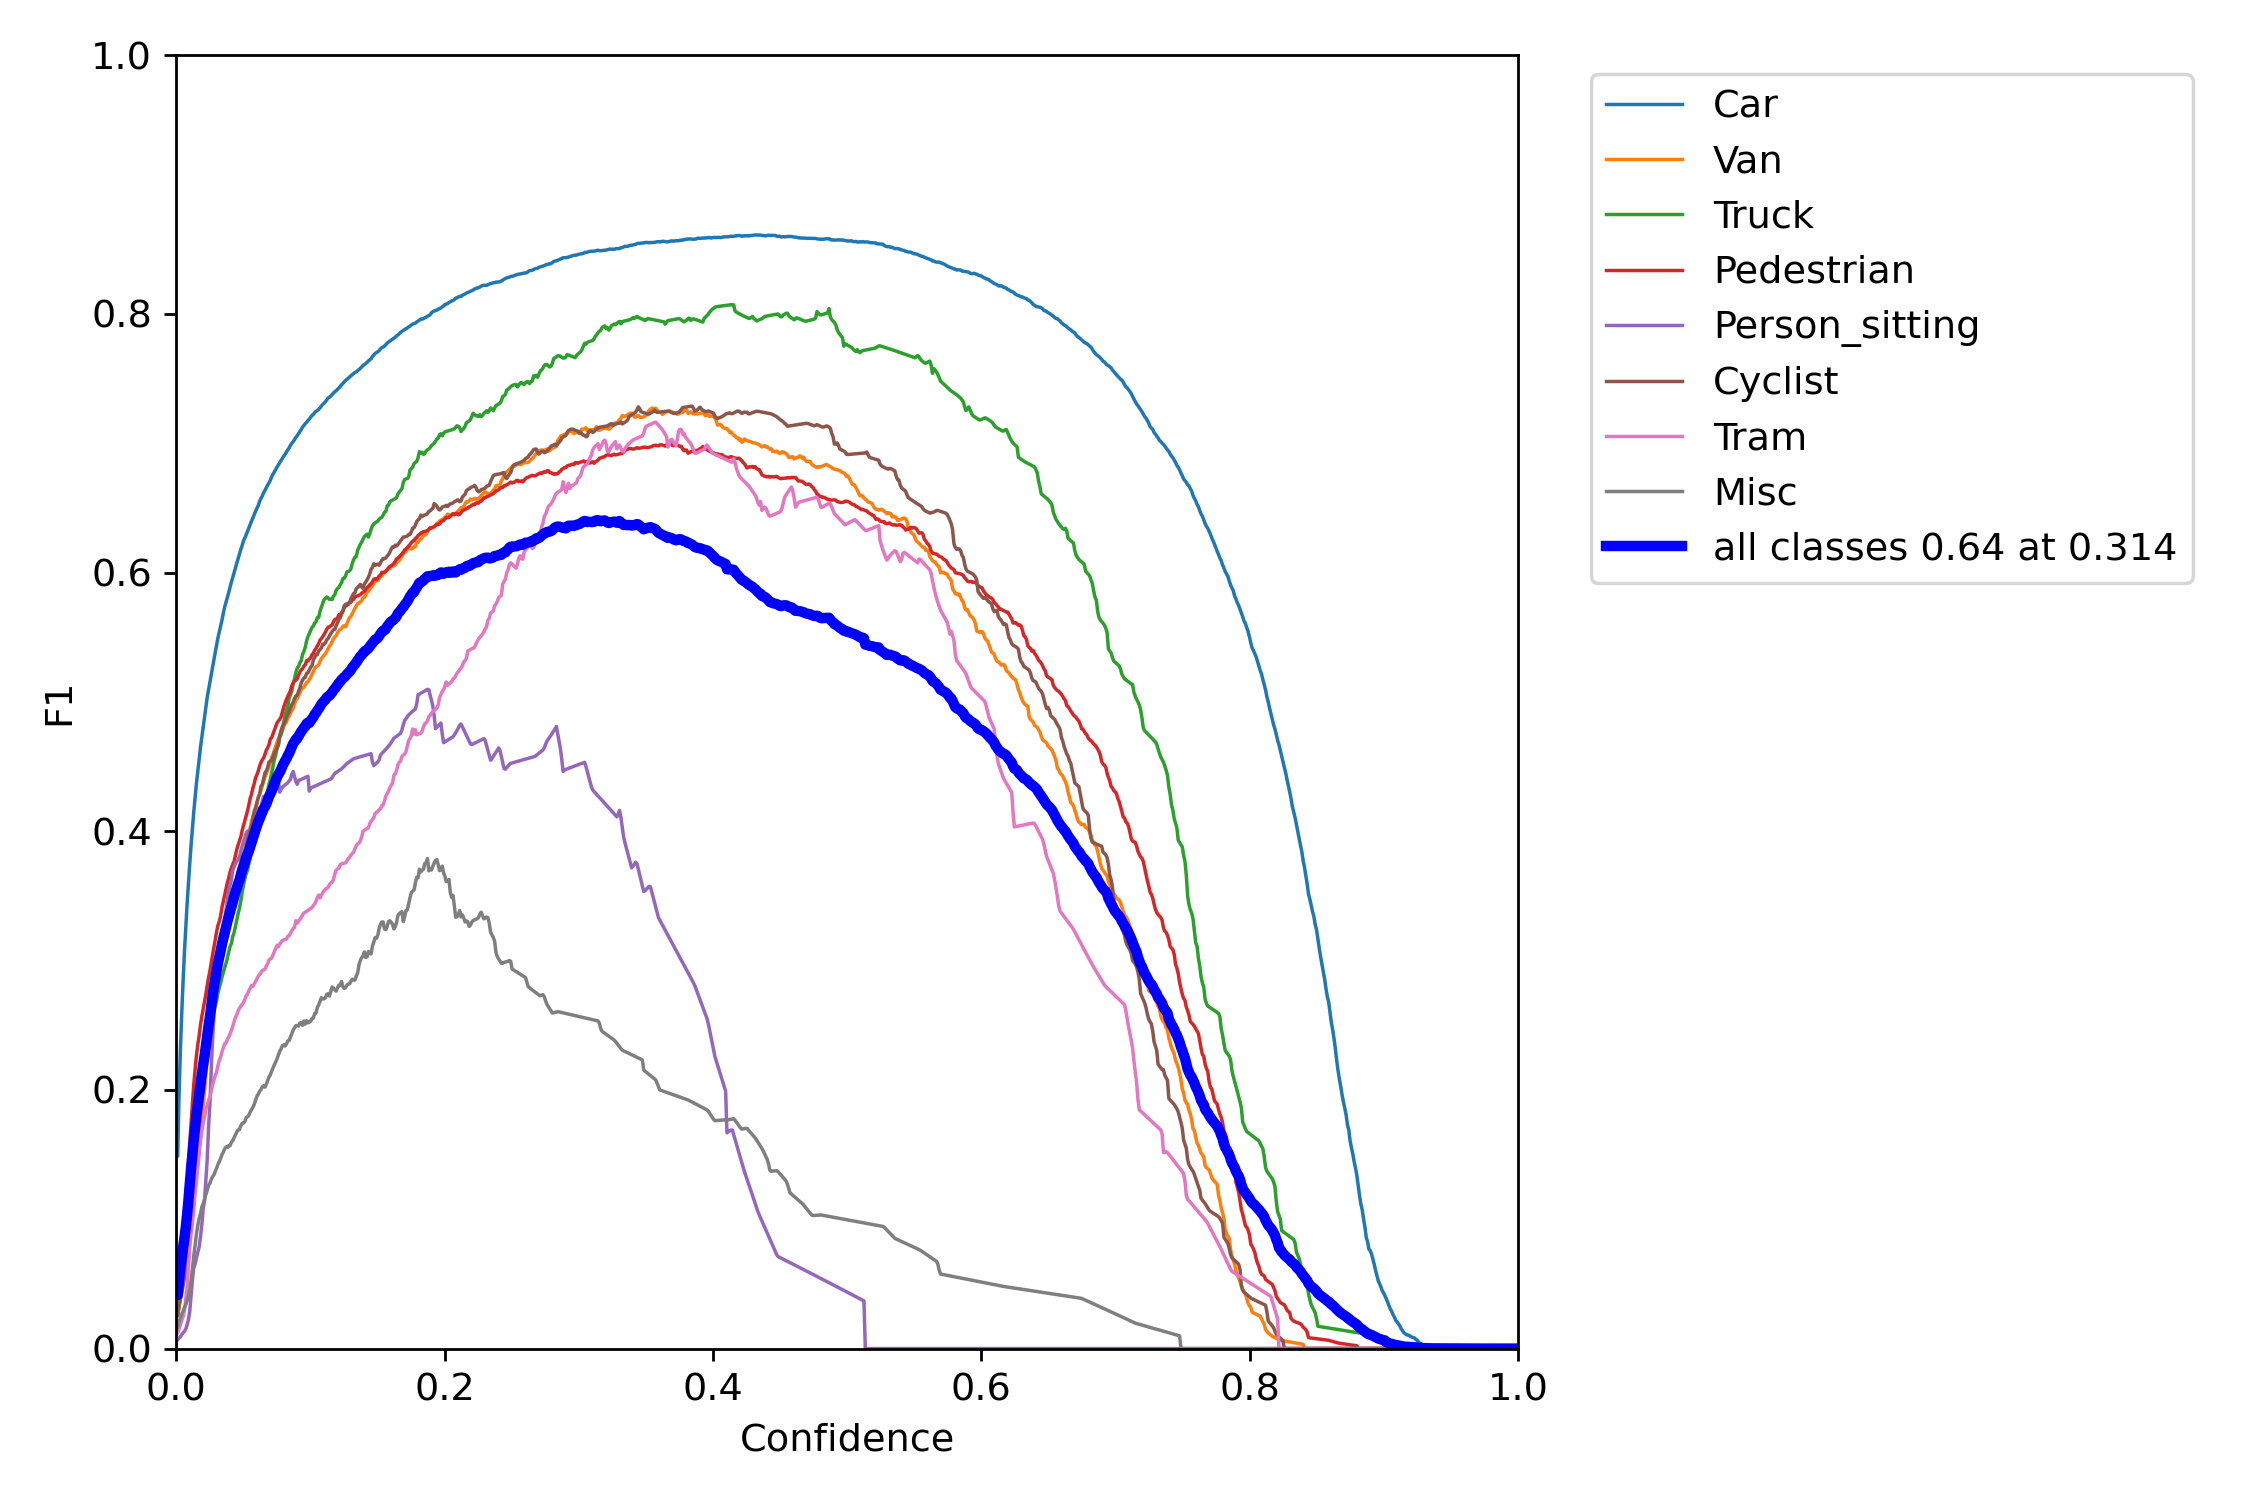 1.0
0.8
0.6
0.4
0.2
0.0
F1
0.0 0.2 0.4 0.6 0.8 1.0
Confidence
Car
Van
Truck
Pedestrian
Person_sitting
Cyclist
Tram
Misc
all classes 0.64 at 0.314